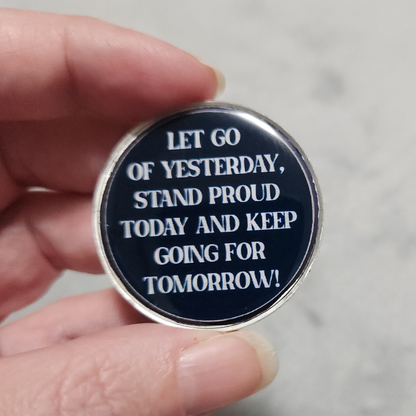 LET GO
OF YESTERDAY,
STAND PROUD
TODAY AND KEEP
GOING FOR
TOMORROW!